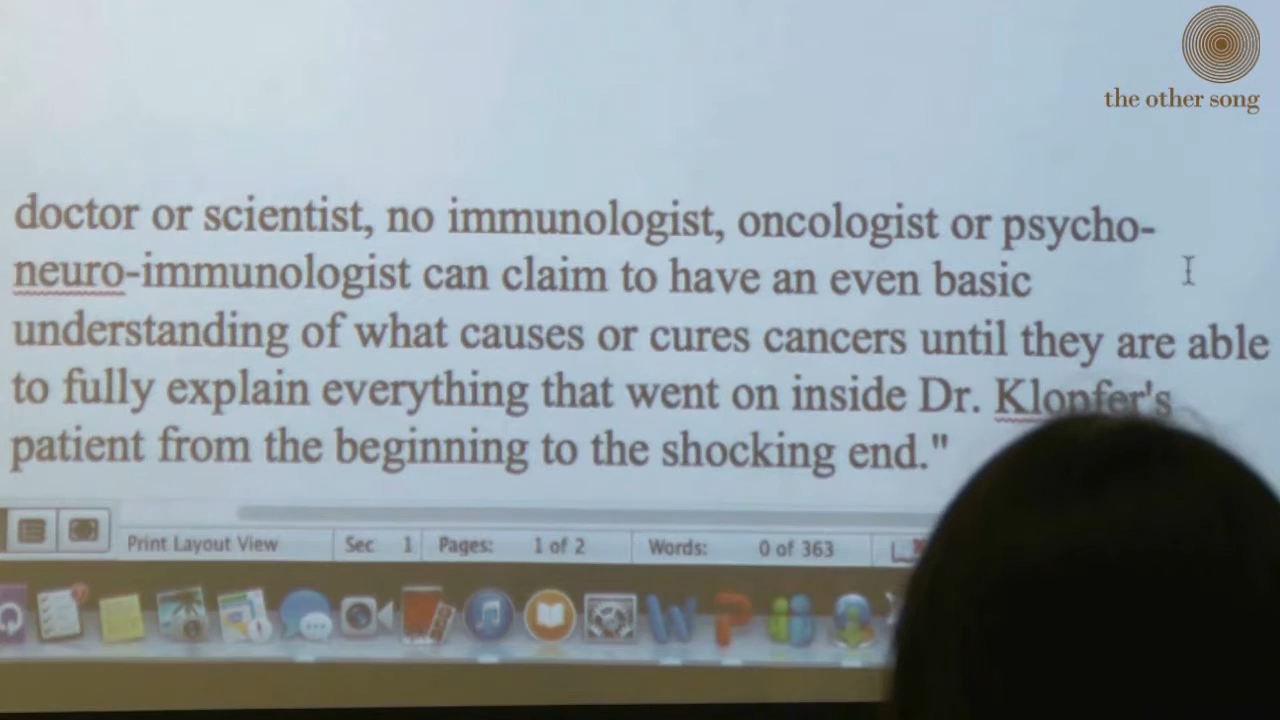 the other song
doctor or scientist, no immunologist, oncologist or psycho-
neuro-immunologist can claim to have an even basic
understanding of what causes or cures cancers until they are able
to fully explain everything that went on inside Dr. Klopfer's
patient from the beginning to the shocking end."
Print Layout View Sec 1 Pages: 1 of 2 Words: 0 of 363